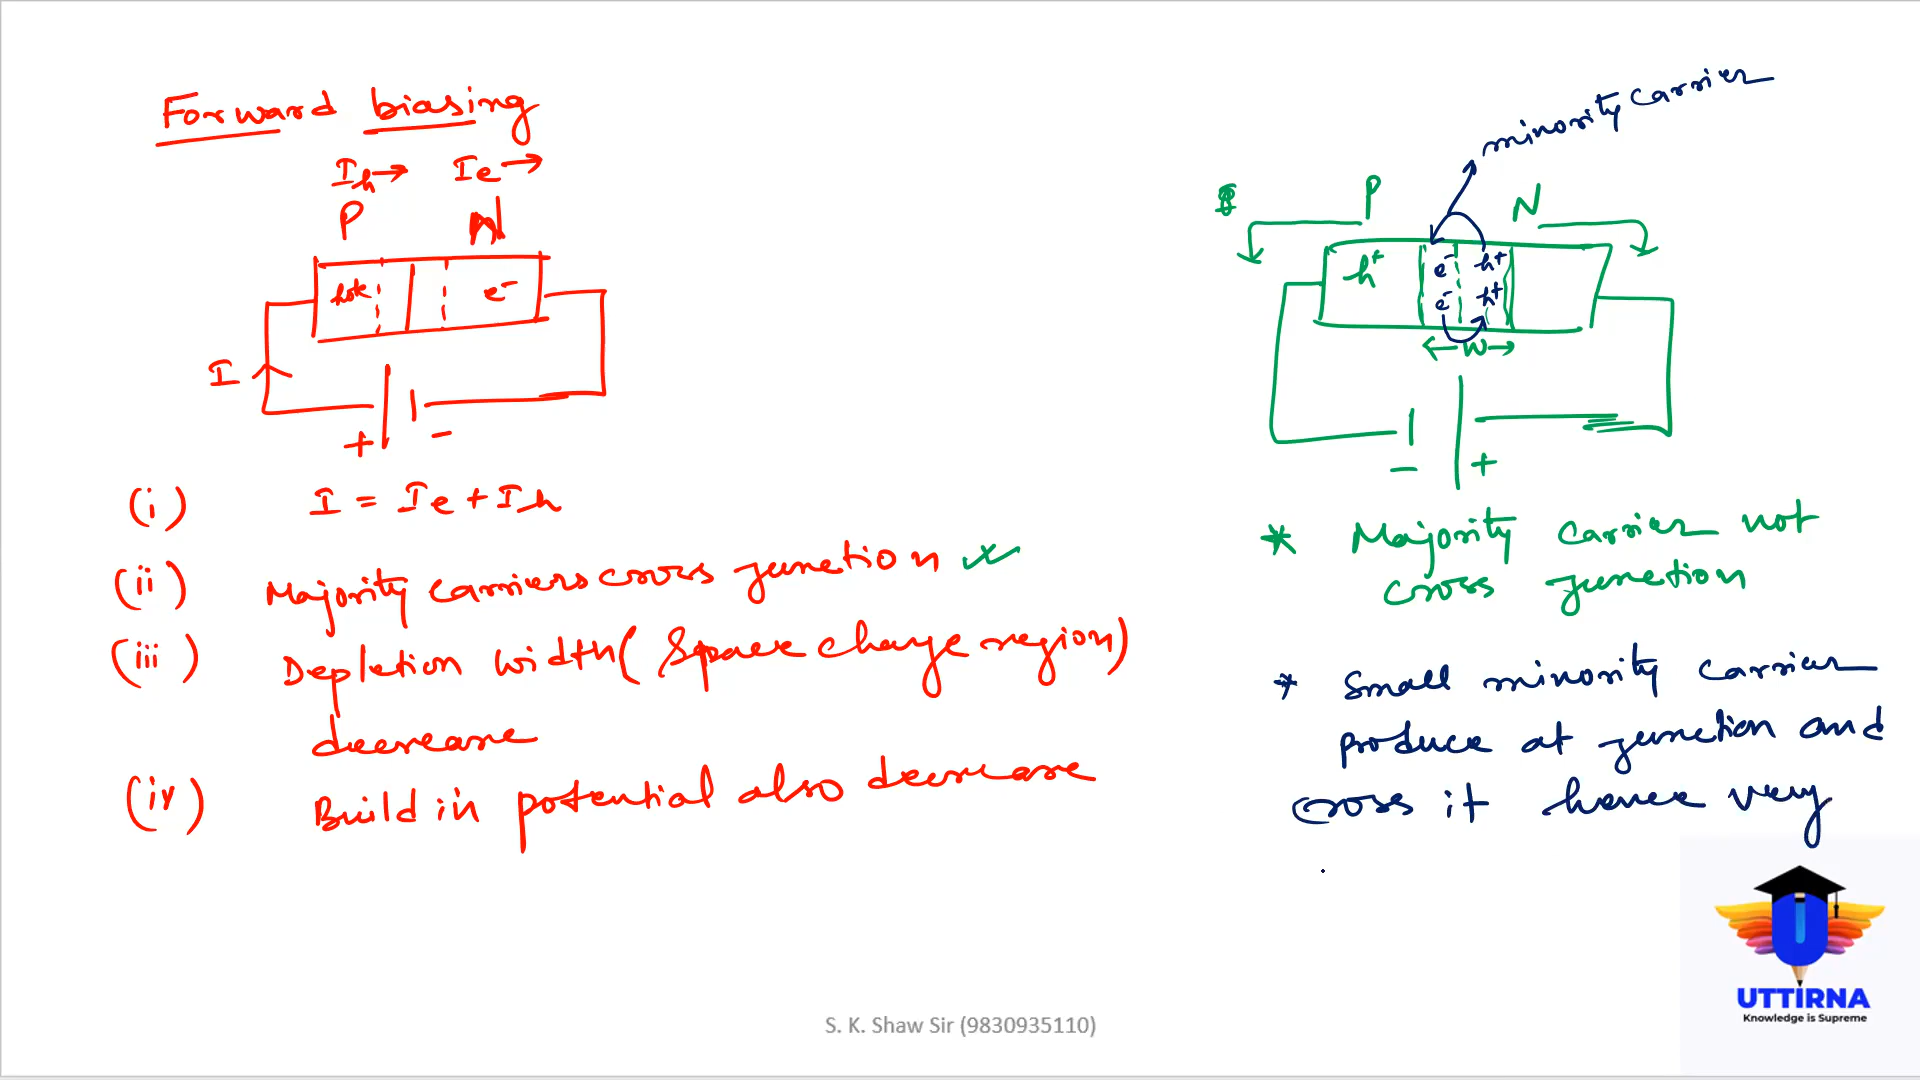 Forward biasing
Ih → Ie →
P N
hole e⁻
I
+ -
(i) I = Ie + Ih
(ii) Majority carriers cross junction
(iii) Depletion width (Space charge region)
decrease
(iv) Build in potential also decrease
minority carrier
P N
h⁺ e⁻ h⁺
e⁻ h⁺
← W →
- +
* Majority carrier not
cross junction
* Small minority carrier
produce at junction and
cross it hence very
UTTIRNA
Knowledge is Supreme
S. K. Shaw Sir (9830935110)